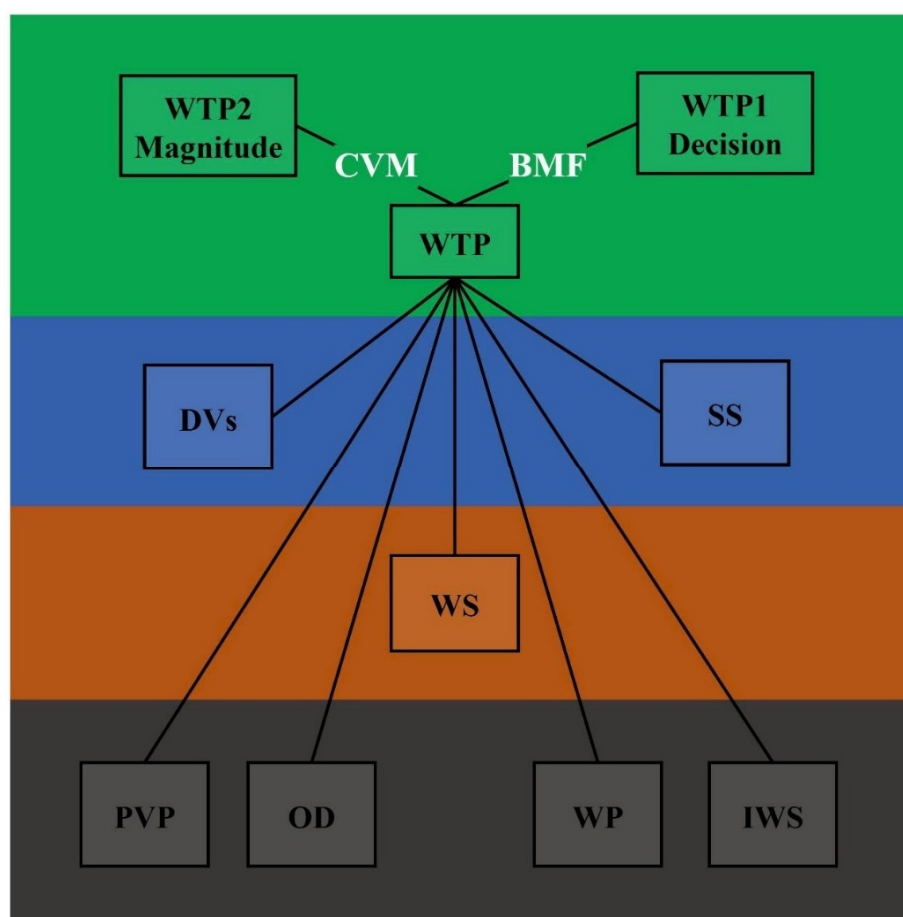 WTP2
Magnitude
WTP1
Decision
CVM
BMF
WTP
DVs
SS
WS
PVP
OD
WP
IWS